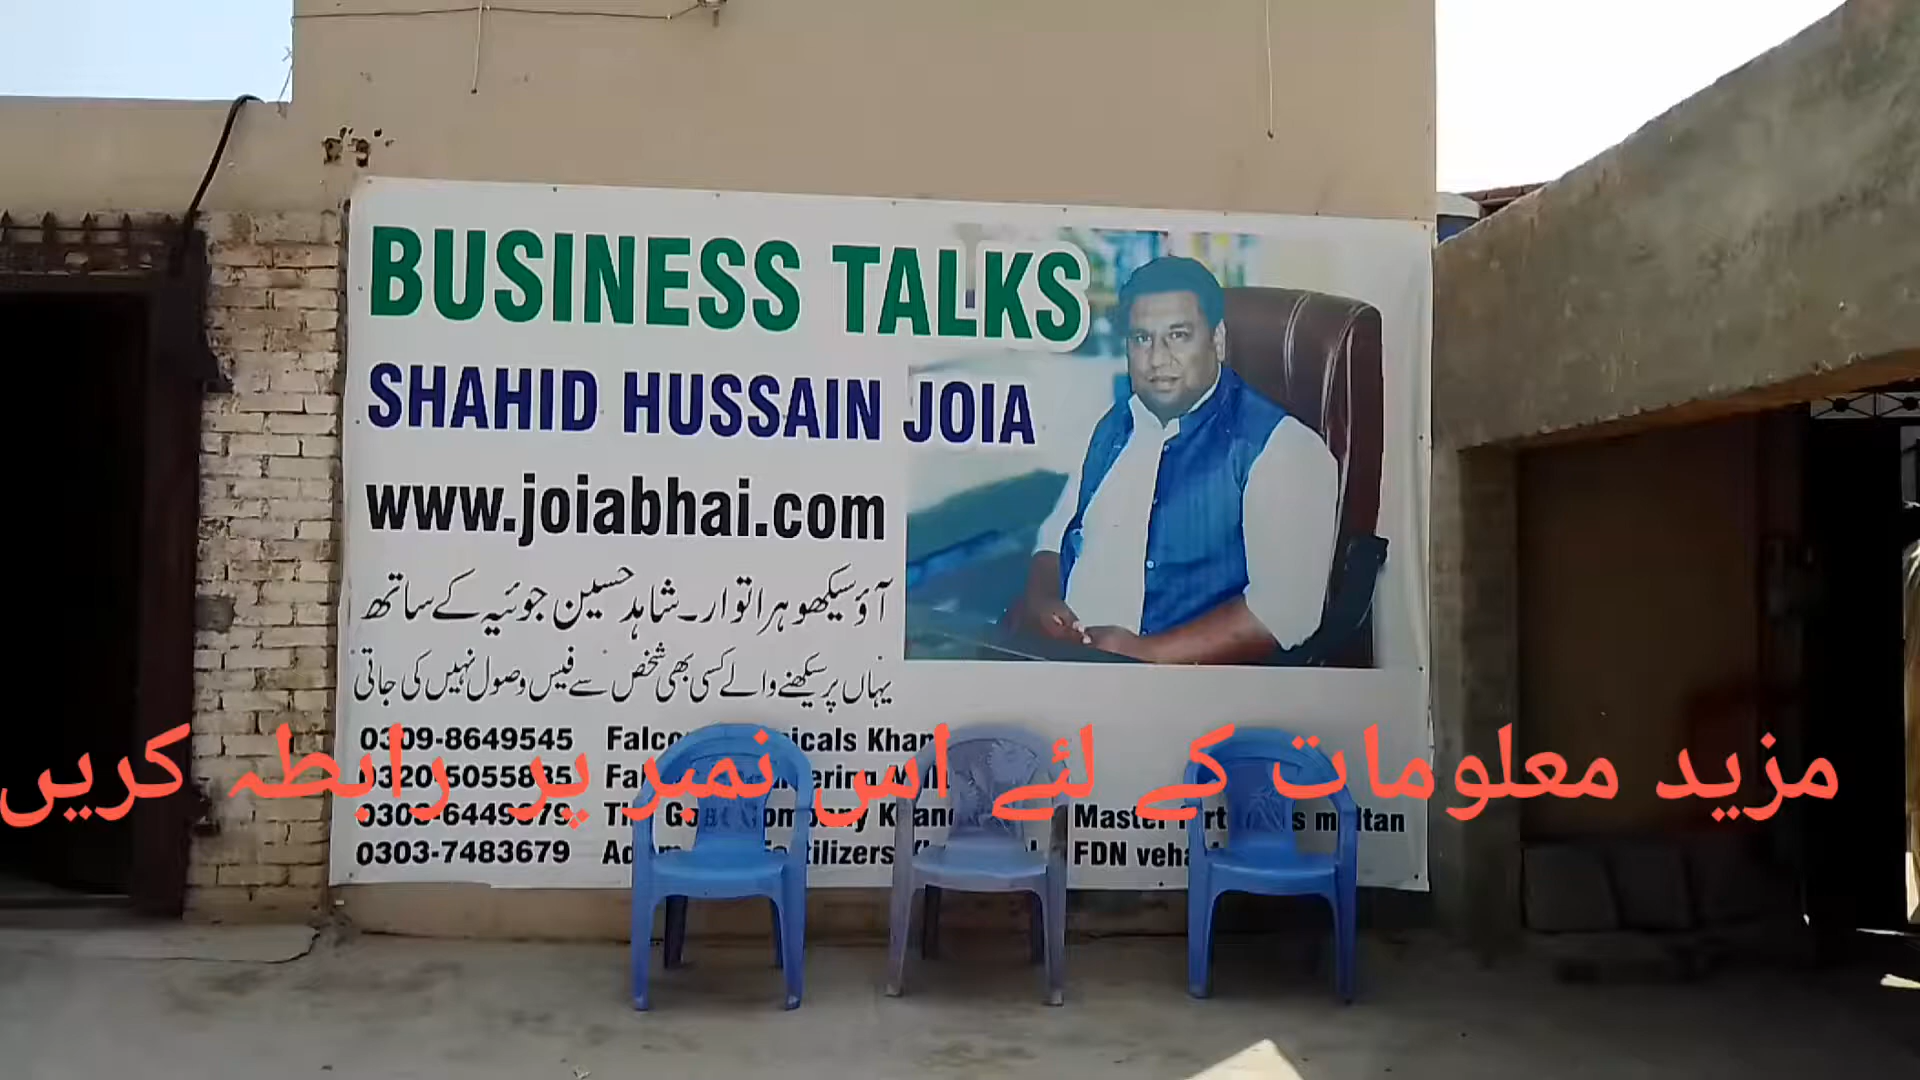 BUSINESS TALKS
SHAHID HUSSAIN JOIA
www.joiabhai.com
آؤ سیکھو ہر اتوار۔ شاہد حسین جوئیہ کے ساتھ
یہاں پر سیکھنے والے کسی بھی شخص سے فیس وصول نہیں کی جاتی
0309-8649545
مزید معلومات کے لئے اس نمبر پر رابطہ کریں
0303-7483679 FDN